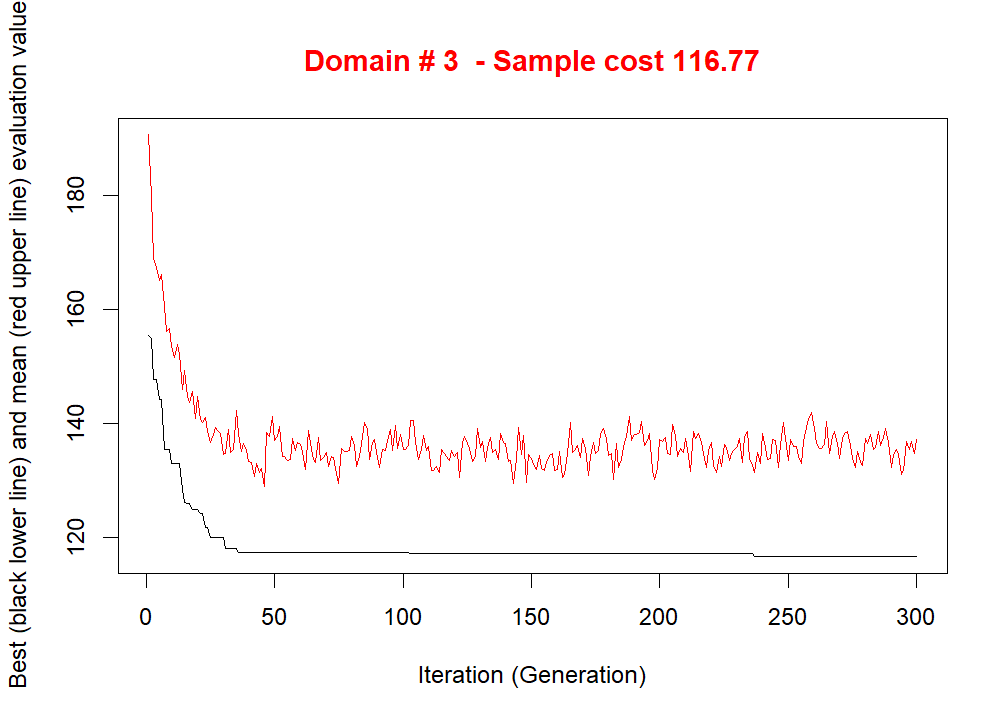 Domain # 3  - Sample cost 116.77
Best (black lower line) and mean (red upper line) evaluation value
180
160
140
120
0 50 100 150 200 250 300
Iteration (Generation)